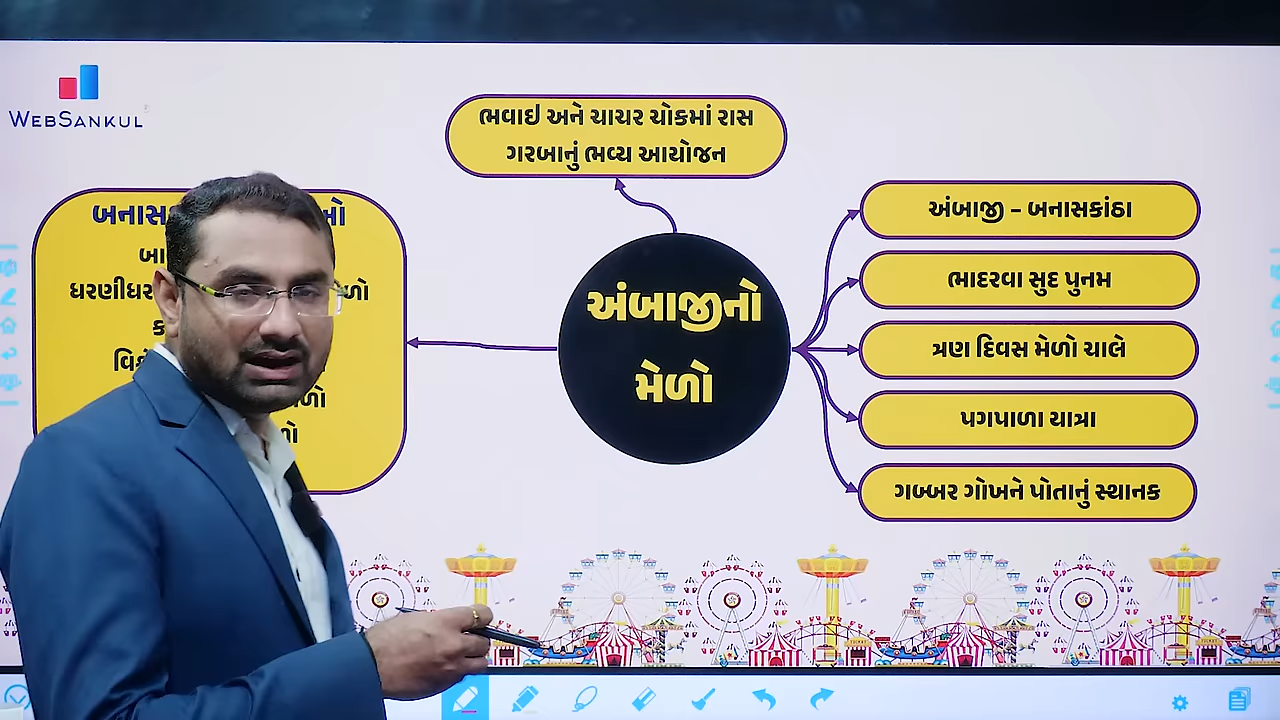 WEBSANKUL
ભવાઇ અને ચાચર ચોકમાં રાસ
ગરબાનું ભવ્ય આયોજન
અંબાજીનો
મેળો
અંબાજી – બનાસકાંઠા
ભાદરવા સુદ પુનમ
ત્રણ દિવસ મેળો ચાલે
પગપાળા યાત્રા
ગબ્બર ગોખને પોતાનું સ્થાનક